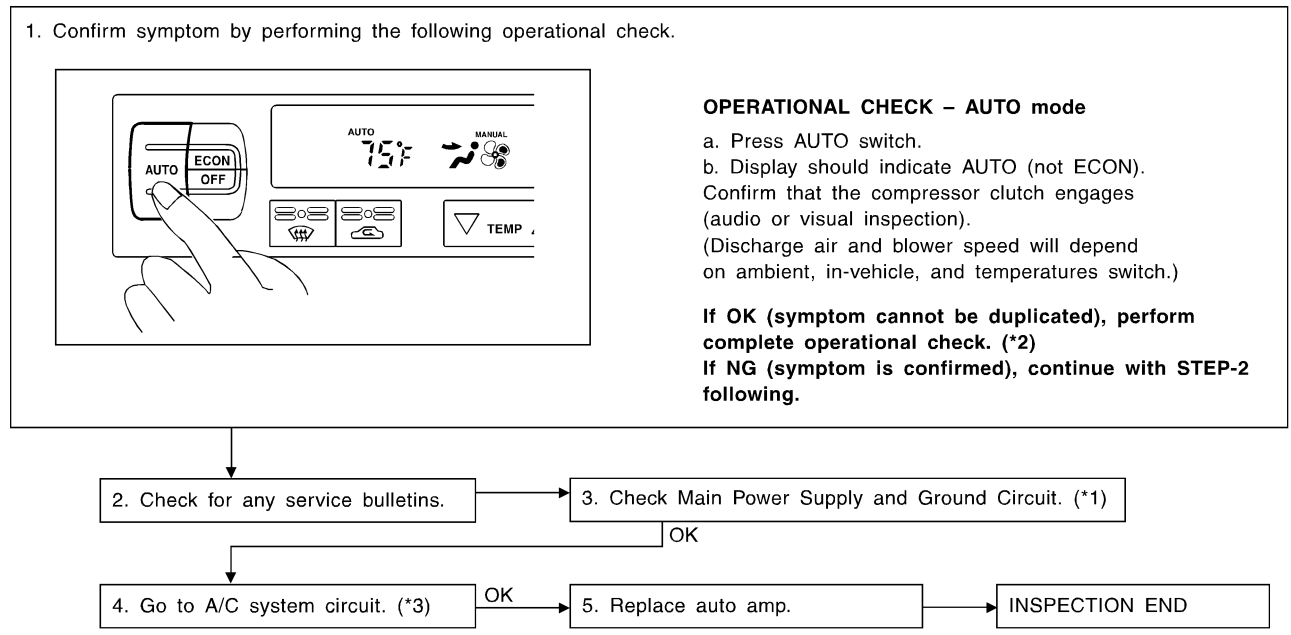 1. Confirm symptom by performing the following operational check.
AUTO
ECON
OFF
AUTO
75°F
MANUAL
TEMP
OPERATIONAL CHECK – AUTO mode
a. Press AUTO switch.
b. Display should indicate AUTO (not ECON).
Confirm that the compressor clutch engages
(audio or visual inspection).
(Discharge air and blower speed will depend
on ambient, in-vehicle, and temperatures switch.)
If OK (symptom cannot be duplicated), perform
complete operational check. (*2)
If NG (symptom is confirmed), continue with STEP-2
following.
2. Check for any service bulletins.
3. Check Main Power Supply and Ground Circuit. (*1)
OK
4. Go to A/C system circuit. (*3)
OK
5. Replace auto amp.
INSPECTION END